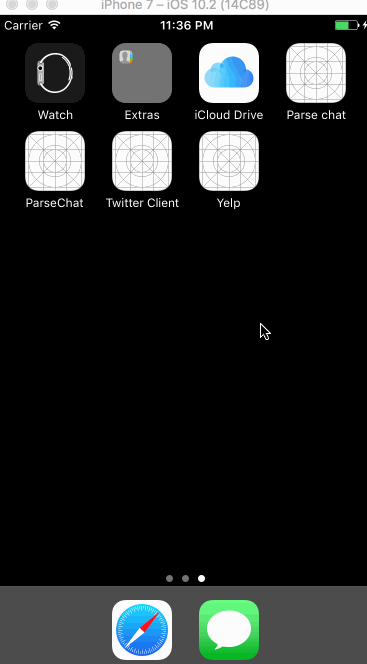 iPhone 7 – iOS 10.2 (14C89)
Carrier 11:36 PM
Watch Extras iCloud Drive Parse chat
ParseChat Twitter Client Yelp